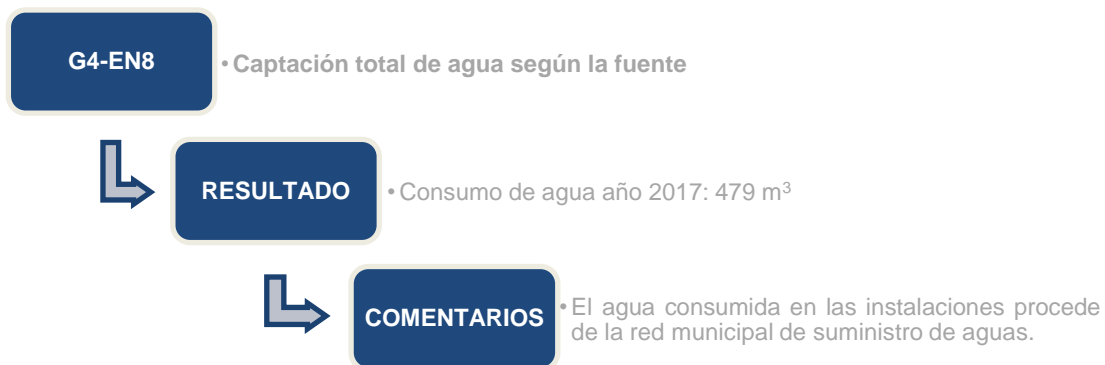 G4-EN8
• Captación total de agua según la fuente
RESULTADO
• Consumo de agua año 2017: 479 m³
COMENTARIOS
• El agua consumida en las instalaciones procede
de la red municipal de suministro de aguas.